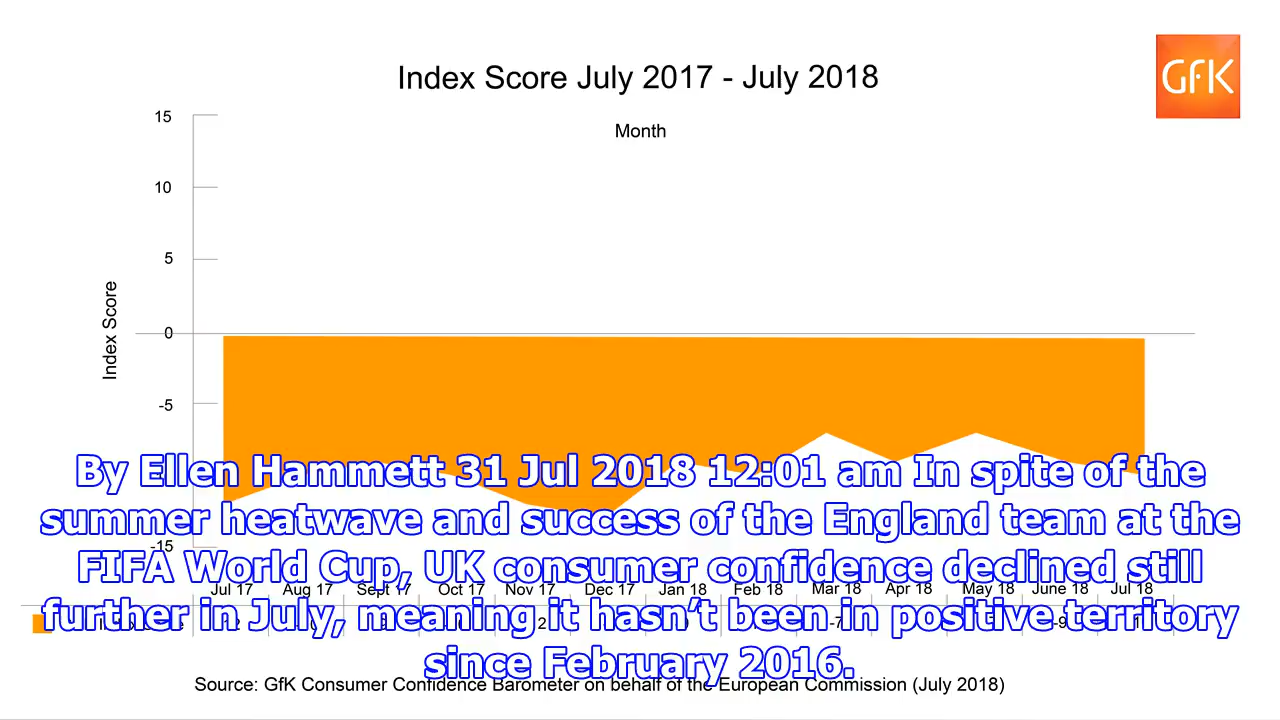 GfK
Index Score July 2017 - July 2018
Month
15
10
5
0
-5
-15
Index Score
By Ellen Hammett 31 Jul 2018 12:01 am In spite of the
summer heatwave and success of the England team at the
FIFA World Cup, UK consumer confidence declined still
further in July, meaning it hasn't been in positive territory
since February 2016.
Jul 17 Aug 17 Sept 17 Oct 17 Nov 17 Dec 17 Jan 18 Feb 18 Mar 18 Apr 18 May 18 June 18 Jul 18
-7 -9
Source: GfK Consumer Confidence Barometer on behalf of the European Commission (July 2018)